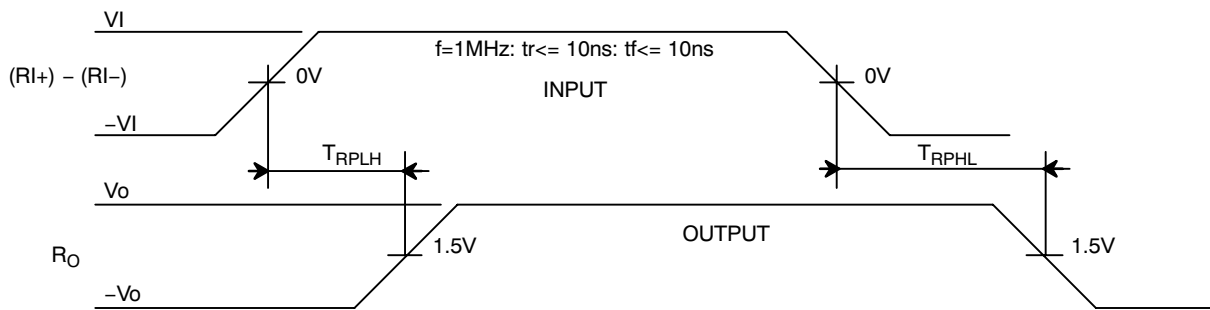 VI
f=1MHz: tr<= 10ns: tf<= 10ns
(RI+) − (RI−)
0V
INPUT
0V
−VI
TRPLH
TRPHL
Vo
OUTPUT
RO
1.5V
1.5V
−Vo